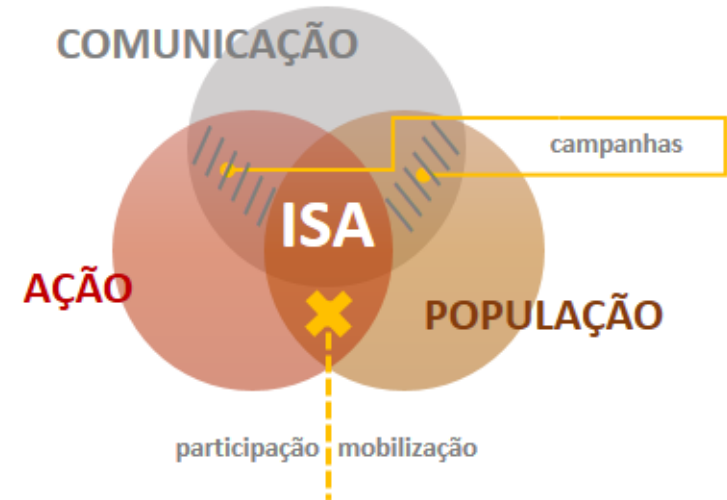 COMUNICAÇÃO
campanhas
ISA
AÇÃO
POPULAÇÃO
participação mobilização